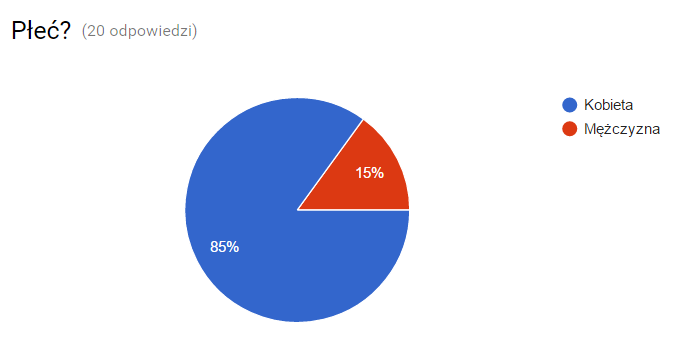 Płeć? (20 odpowiedzi)
Kobieta
Mężczyzna
15%
85%